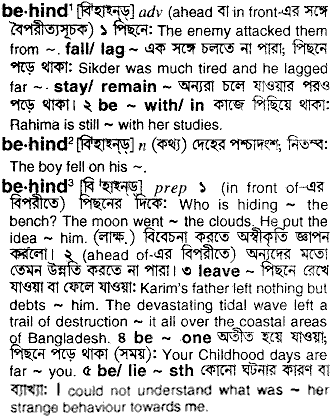 be·hind¹ [বিˈহাইন্ড্] adv (ahead বা in front-এর সঙ্গে
বৈপরীত্যসূচক) ১ পিছনে: The enemy attacked them
from ~. fall/ lag ~ এক সঙ্গে চলতে না পারা; পিছনে
পড়ে থাকা: Sikder was much tired and he lagged
far ~. stay/ remain ~ অন্যরা চলে যাওয়ার পরও
পড়ে থাকা। ২ be ~ with/ in কাজে পিছিয়ে থাকা:
Rahima is still ~ with her studies.
be·hind² [বিˈহাইন্ড্] n (কথ্য) দেহের পশ্চাদংশ; নিতম্ব:
The boy fell on his ~.
be·hind³ [বিˈহাইন্ড্] prep ১ (in front of-এর
বিপরীতে) পিছনের দিকে: Who is hiding ~ the
bench? The moon went ~ the clouds. He put the
idea ~ him. (লাক্ষ.) বিবেচনা করতে অস্বীকৃতি জ্ঞাপন
করলো। ২ (ahead of-এর বিপরীতে) অন্যদের মতো
তেমন উন্নতি করতে না পারা। ৩ leave ~ পিছনে রেখে
যাওয়া বা ফেলে যাওয়া: Karim's father left nothing but
debts ~ him. The devastating tidal wave left a
trail of destruction ~ it all over the coastal areas
of Bangladesh. ৪ be ~ one অতীত হয়ে যাওয়া;
পিছনে পড়ে থাকা (সময়): Your Childhood days are
far ~ you. ৫ be/ lie ~ sth কোনো ঘটনার কারণ বা
ব্যাখ্যা: I could not understand what was ~ her
strange behaviour towards me.